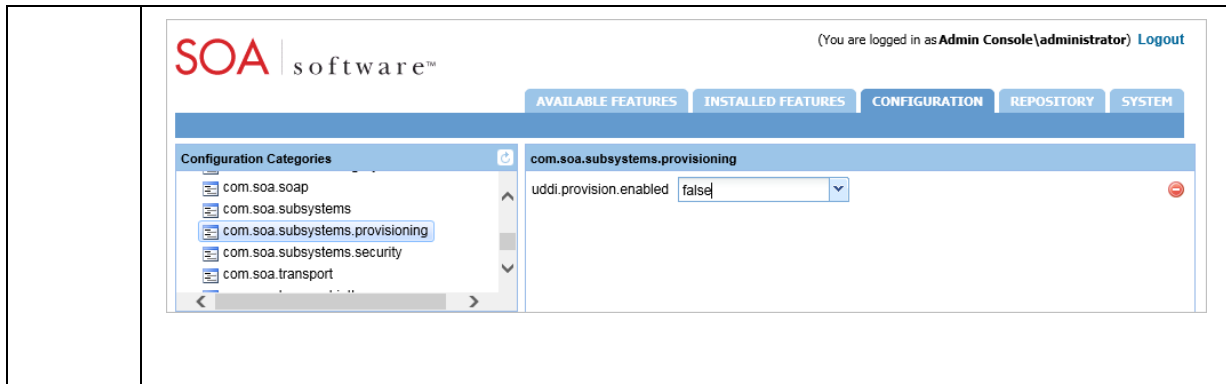 (You are logged in as Admin Console\administrator) Logout
SOA software™
AVAILABLE FEATURES INSTALLED FEATURES CONFIGURATION REPOSITORY SYSTEM
Configuration Categories
com.soa.soap
com.soa.subsystems
com.soa.subsystems.provisioning
com.soa.subsystems.security
com.soa.transport
com.soa.subsystems.provisioning
uddi.provision.enabled false